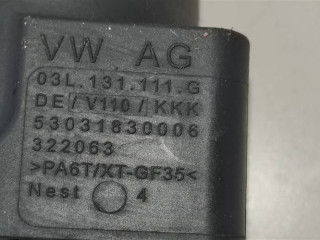 VW AG
03L.131.111.G
DE/V110/KKK
53031830006
322063
>PA6T/XT-GF35<
Nest 4